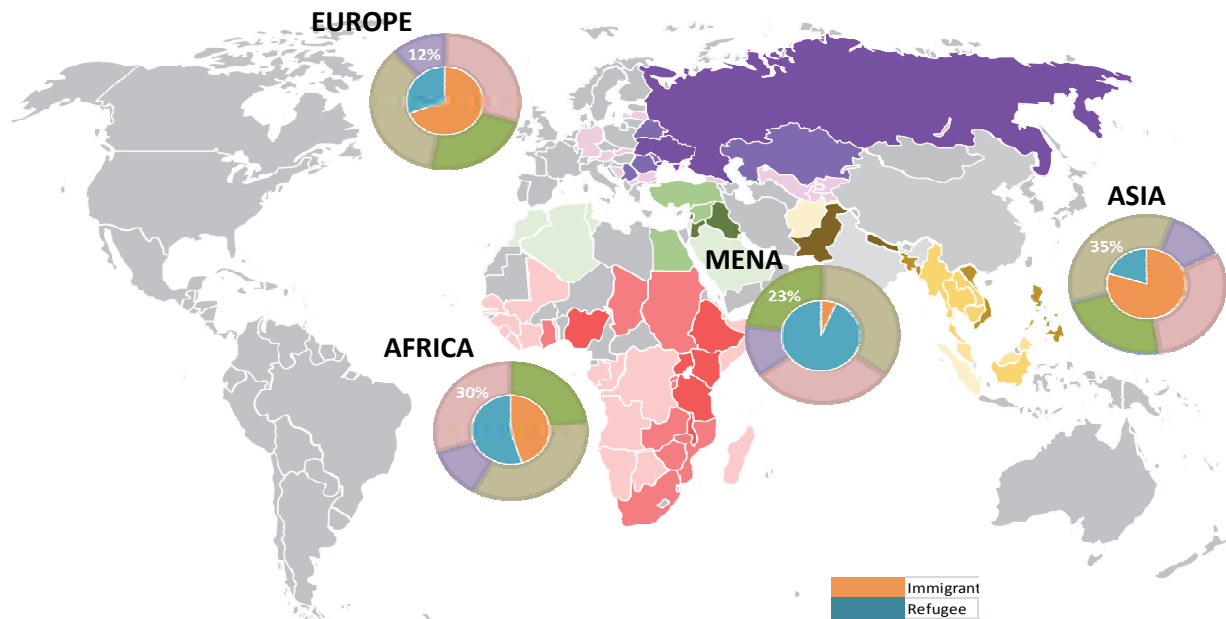 EUROPE
12%
ASIA
35%
MENA
23%
AFRICA
30%
Immigrant
Refugee